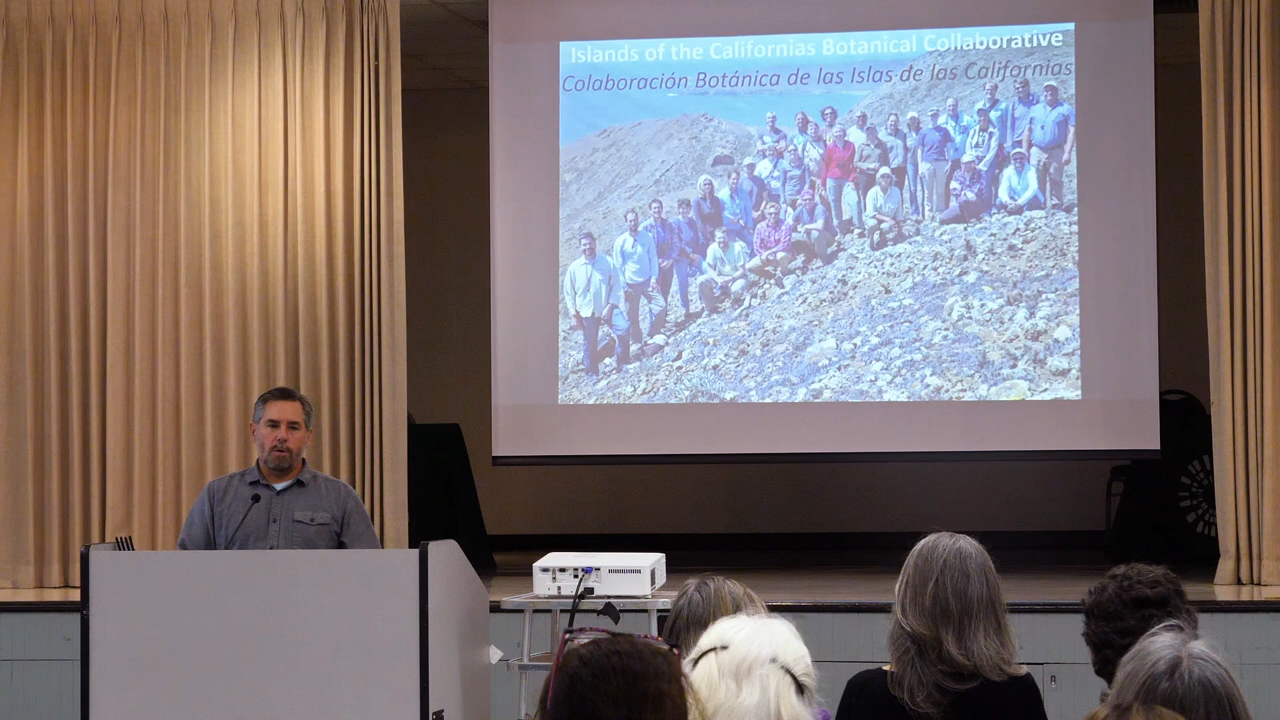 Islands of the Californias Botanical Collaborative
Colaboración Botánica de las Islas de las Californias